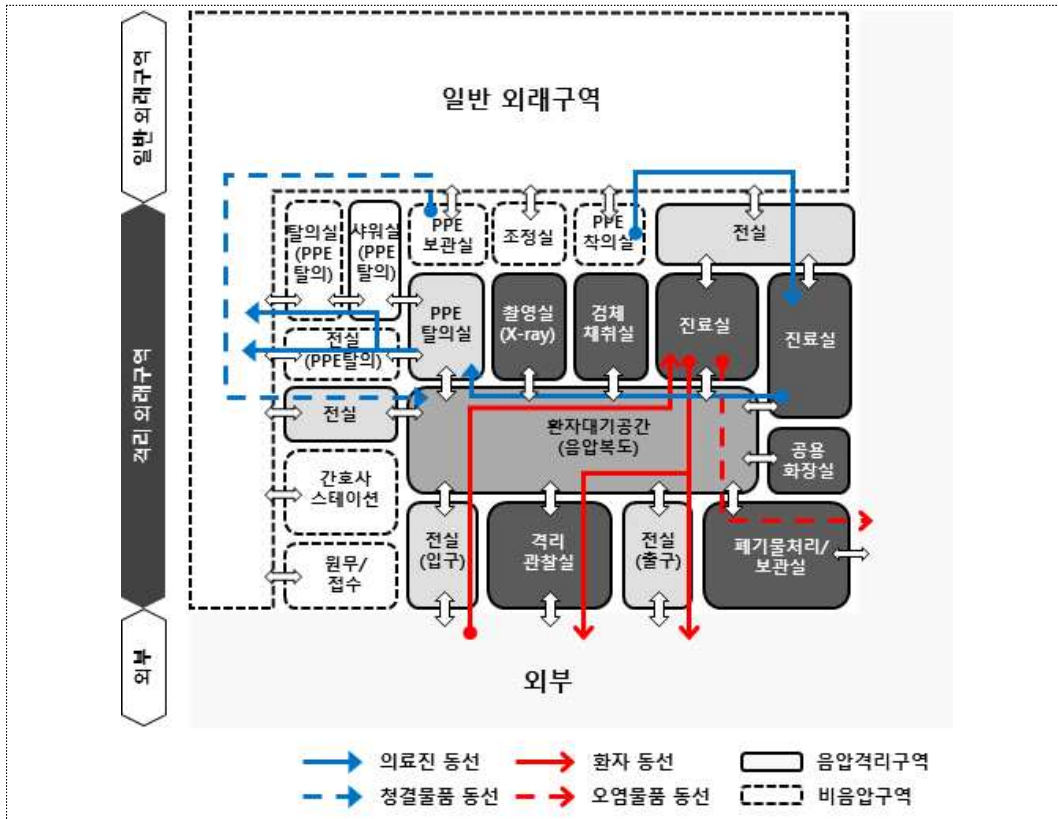 일반 외래구역
격리 외래구역
외부
일반 외래구역
탈의실
(PPE
탈의)
샤워실
(PPE
탈의)
PPE
보관실
조정실
PPE
착의실
전실
전실
(PPE탈의)
PPE
탈의실
촬영실
(X-ray)
검체
채취실
진료실
진료실
전실
환자대기공간
(음압복도)
공용
화장실
간호사
스테이션
원무/
접수
전실
(입구)
격리
관찰실
전실
(출구)
폐기물처리/
보관실
외부
의료진 동선
환자 동선
음압격리구역
청결물품 동선
오염물품 동선
비음압구역